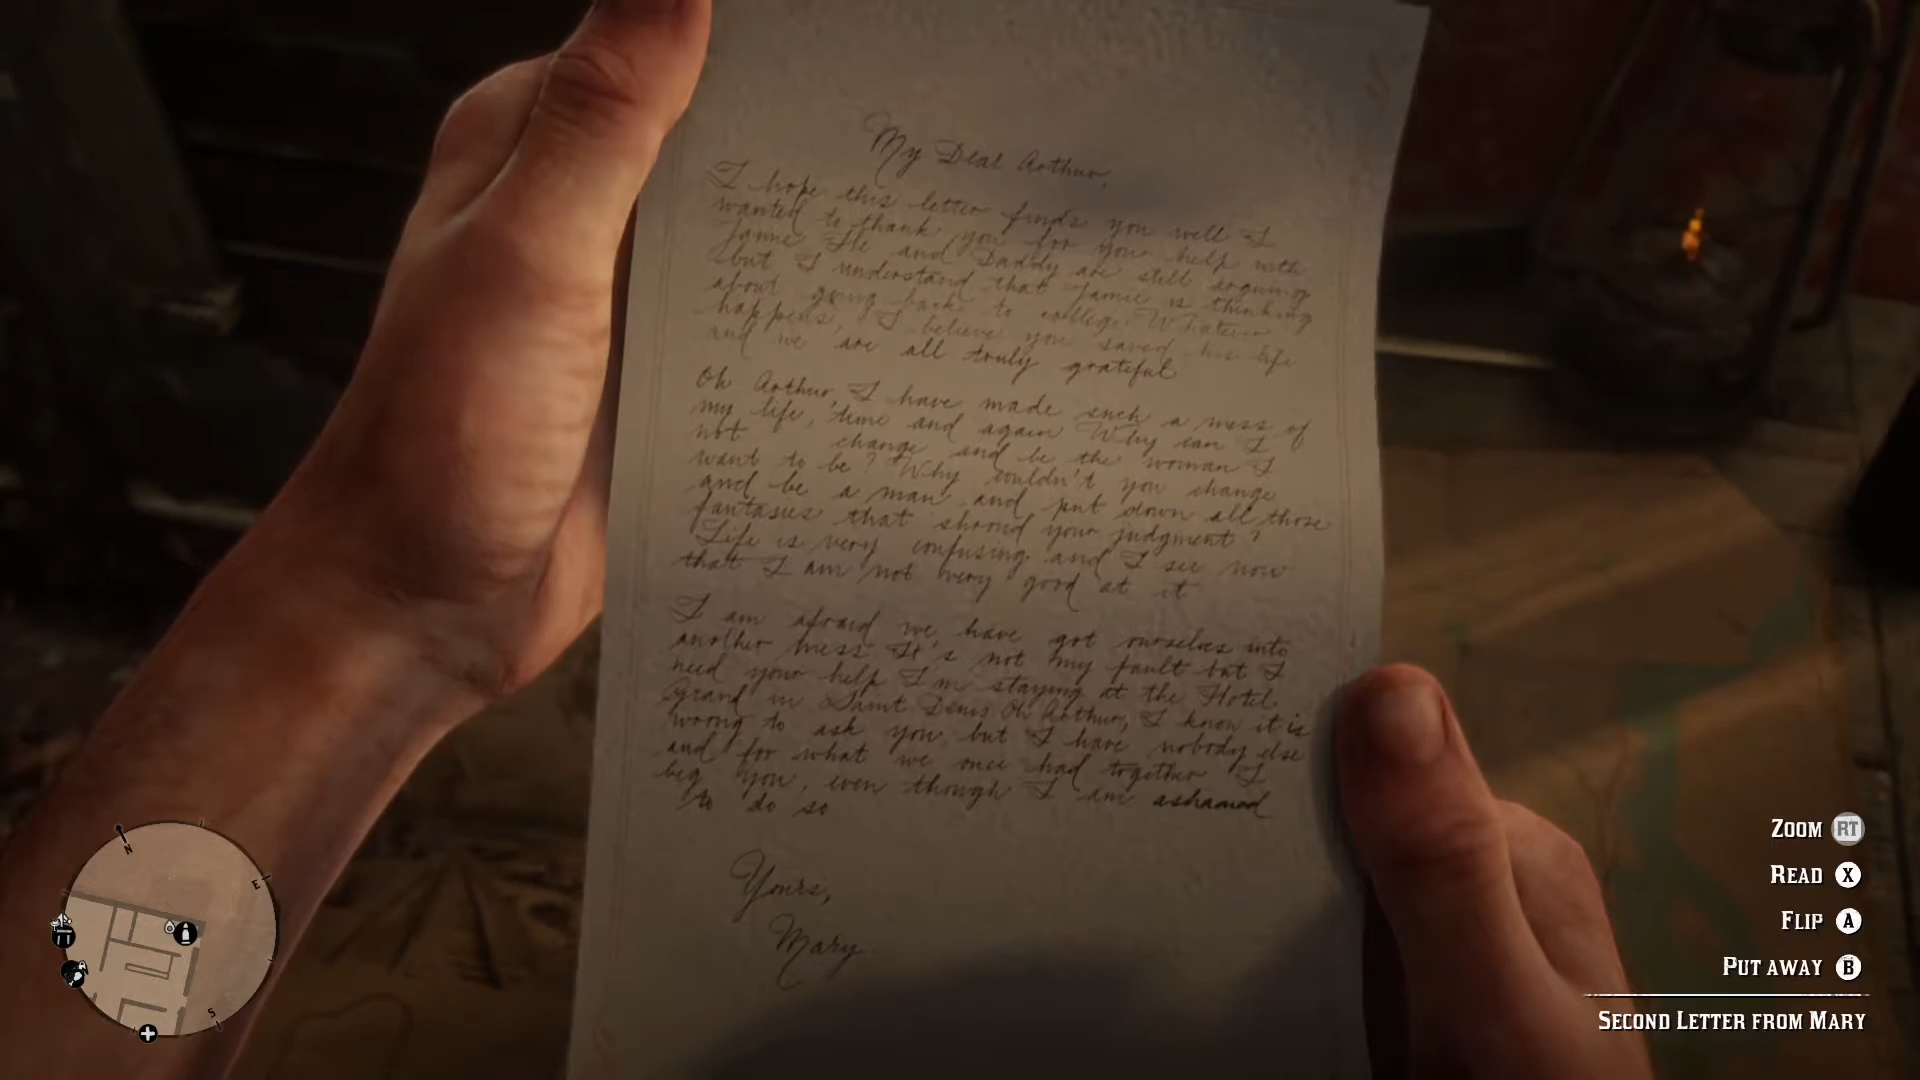 My Dear Arthur,
I hope this letter finds you well I
wanted to thank you for your help with
Jamie He and Daddy are still arguing
but I understand that Jamie is thinking
about going back to college. Whatever
happens, I believe you saved his life
and we are all truly grateful
Oh Arthur, I have made such a mess of
my life, time and again Why can I
not change and be the woman I
want to be? Why couldn't you change
and be a man and put down all those
fantasies that shroud your judgment?
Life is very confusing and I see now
that I am not very good at it
I am afraid we have got ourselves into
another mess It's not my fault but I
need your help I'm staying at the Hotel
Grand in Saint Denis Oh Arthur, I know it is
wrong to ask you, but I have nobody else
and for what we once had together I
beg you, even though I am ashamed
to do so
Yours,
Mary
N
E
S
ZOOM RT
READ X
FLIP A
PUT AWAY B
SECOND LETTER FROM MARY